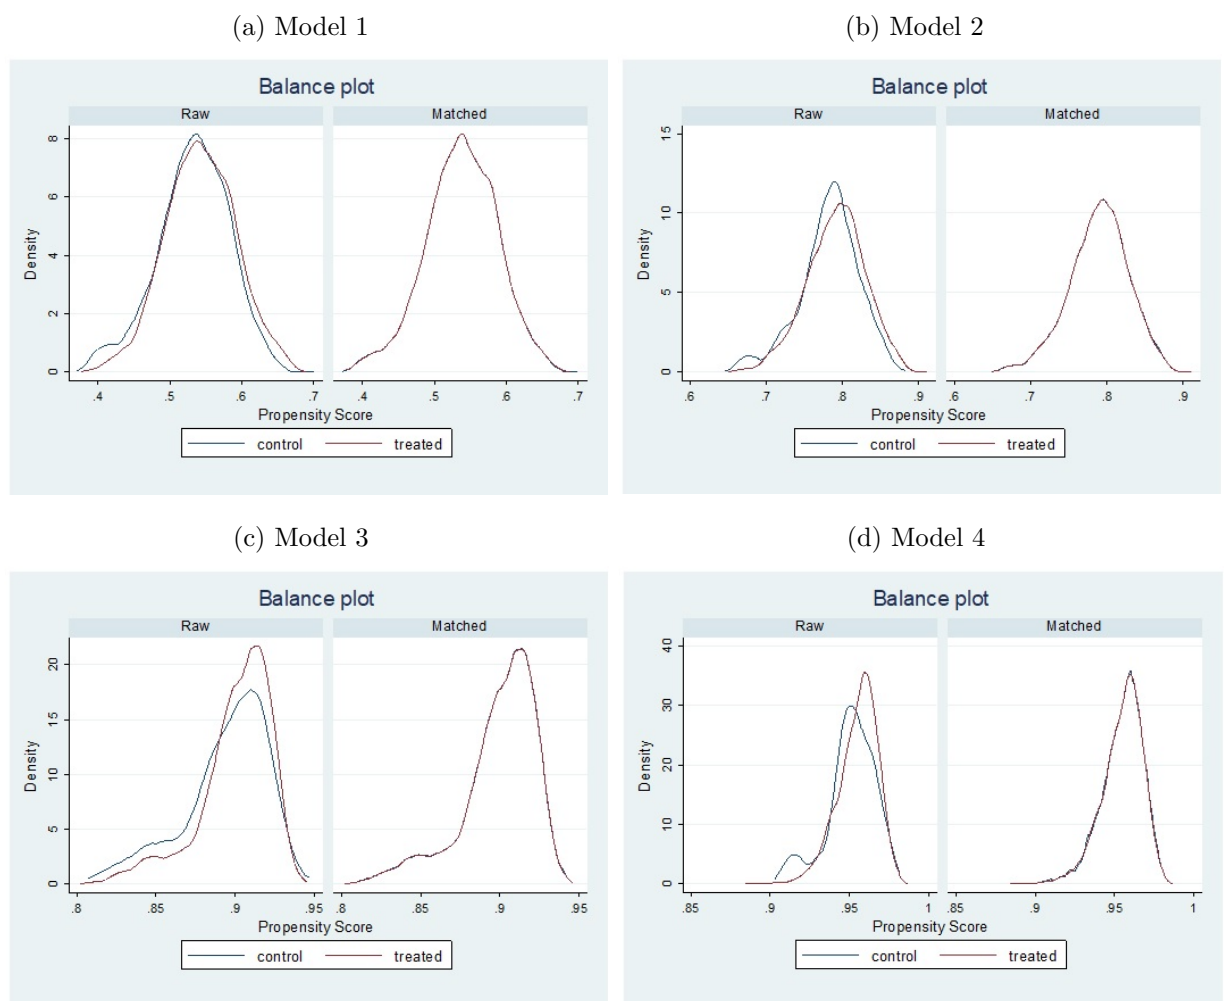 (a) Model 1
Balance plot
Raw Matched
Density
0 2 4 6 8
.4 .5 .6 .7 .4 .5 .6 .7
Propensity Score
control treated
(b) Model 2
Balance plot
Raw Matched
Density
0 5 10 15
.6 .7 .8 .9 .6 .7 .8 .9
Propensity Score
control treated
(c) Model 3
Balance plot
Raw Matched
Density
0 5 10 15 20
.8 .85 .9 .95 .8 .85 .9 .95
Propensity Score
control treated
(d) Model 4
Balance plot
Raw Matched
Density
0 10 20 30 40
.85 .9 .95 1 .85 .9 .95 1
Propensity Score
control treated